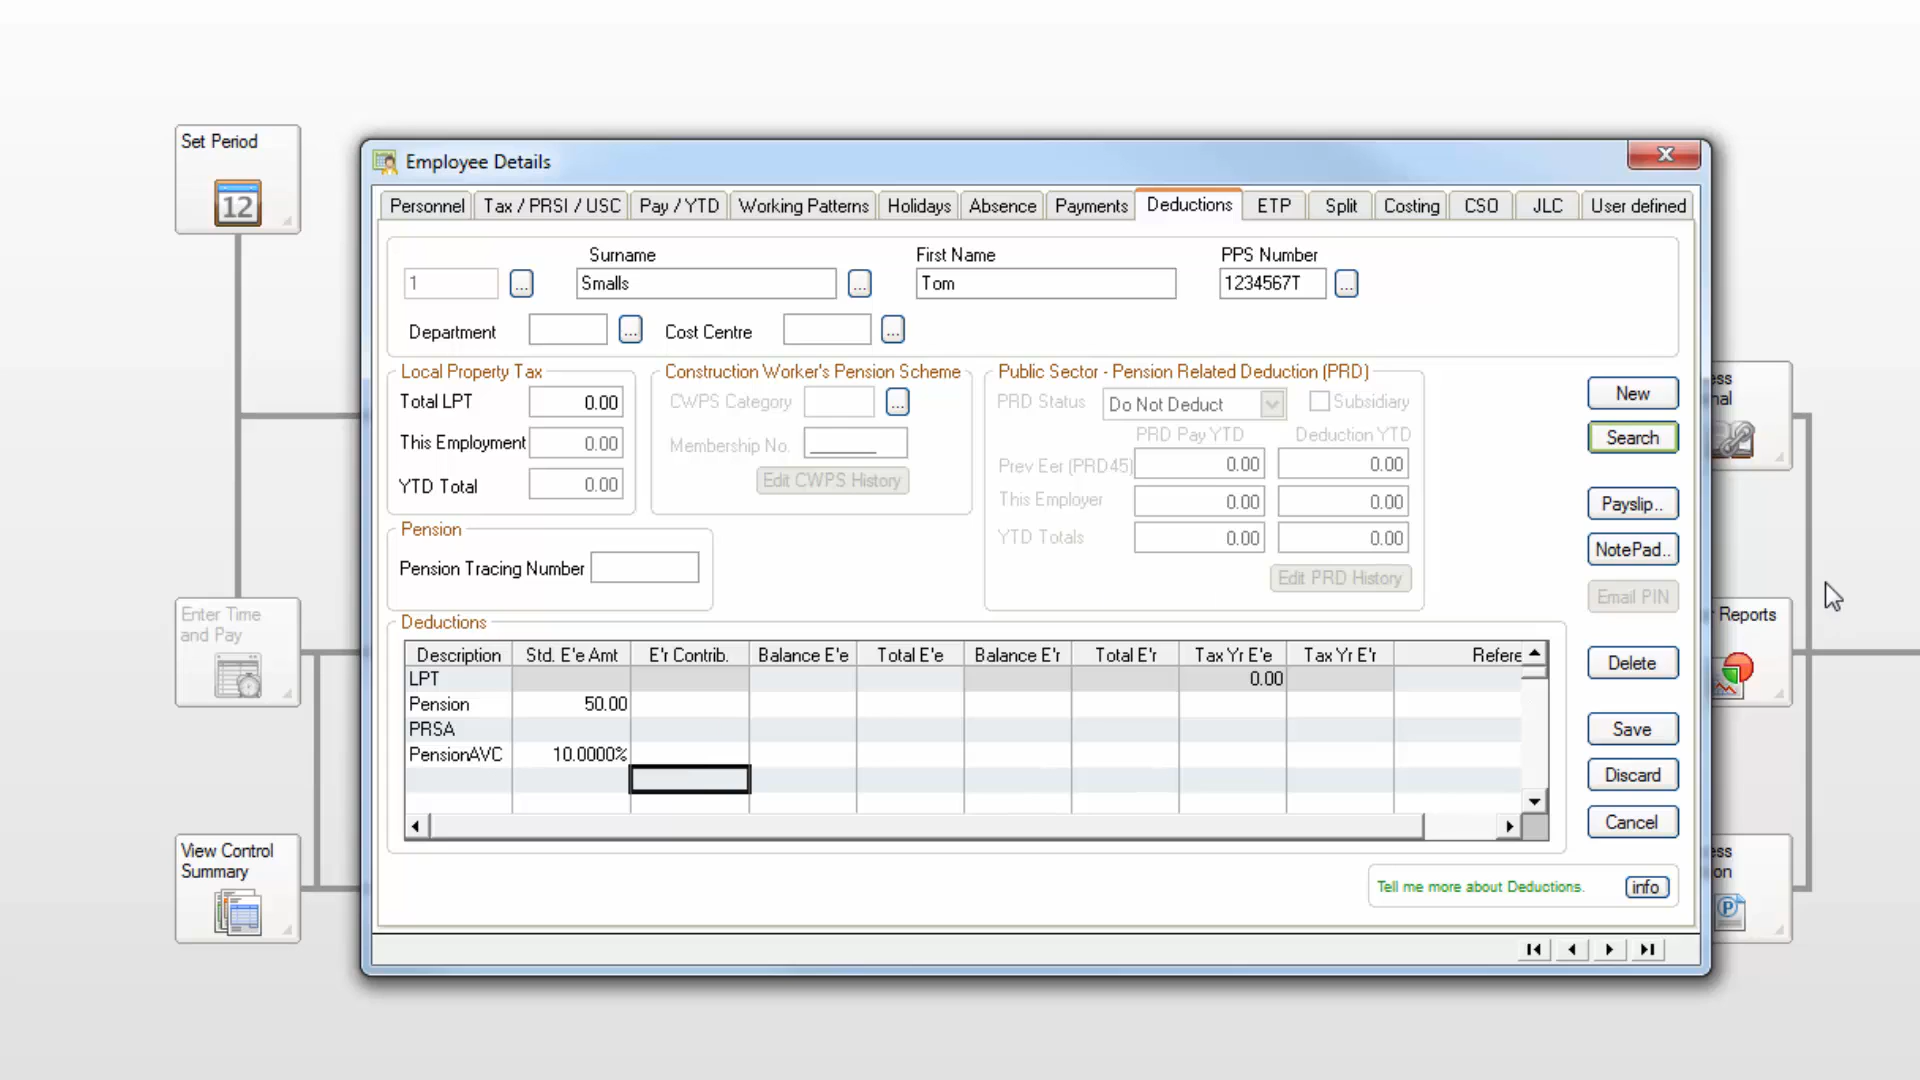 Set Period
12
Employee Details
Personnel Tax / PRSI / USC Pay / YTD Working Patterns Holidays Absence Payments Deductions ETP Split Costing CSO JLC User defined
Surname First Name PPS Number
1 ... Smalls ... Tom 1234567T ...
Department ... Cost Centre ...
Local Property Tax Construction Worker's Pension Scheme Public Sector - Pension Related Deduction (PRD)
Total LPT 0.00 CWPS Category ... PRD Status Do Not Deduct Subsidiary
PRD Pay YTD Deduction YTD
This Employment 0.00 Membership No.
Prev Eer (PRD45) 0.00 0.00
YTD Total 0.00 Edit CWPS History
This Employer 0.00 0.00
YTD Totals 0.00 0.00
Pension
Pension Tracing Number
Edit PRD History
New
Search
Payslip..
NotePad..
Email PIN
Deductions
Description Std. E'e Amt E'r Contrib. Balance E'e Total E'e Balance E'r Total E'r Tax Yr E'e Tax Yr E'r Refere
LPT 0.00
Pension 50.00
PRSA
PensionAVC 10.0000%
Delete
Save
Discard
Cancel
Tell me more about Deductions. info
Enter Time
and Pay
View Control
Summary
ess
nal
Reports
ess
on
P